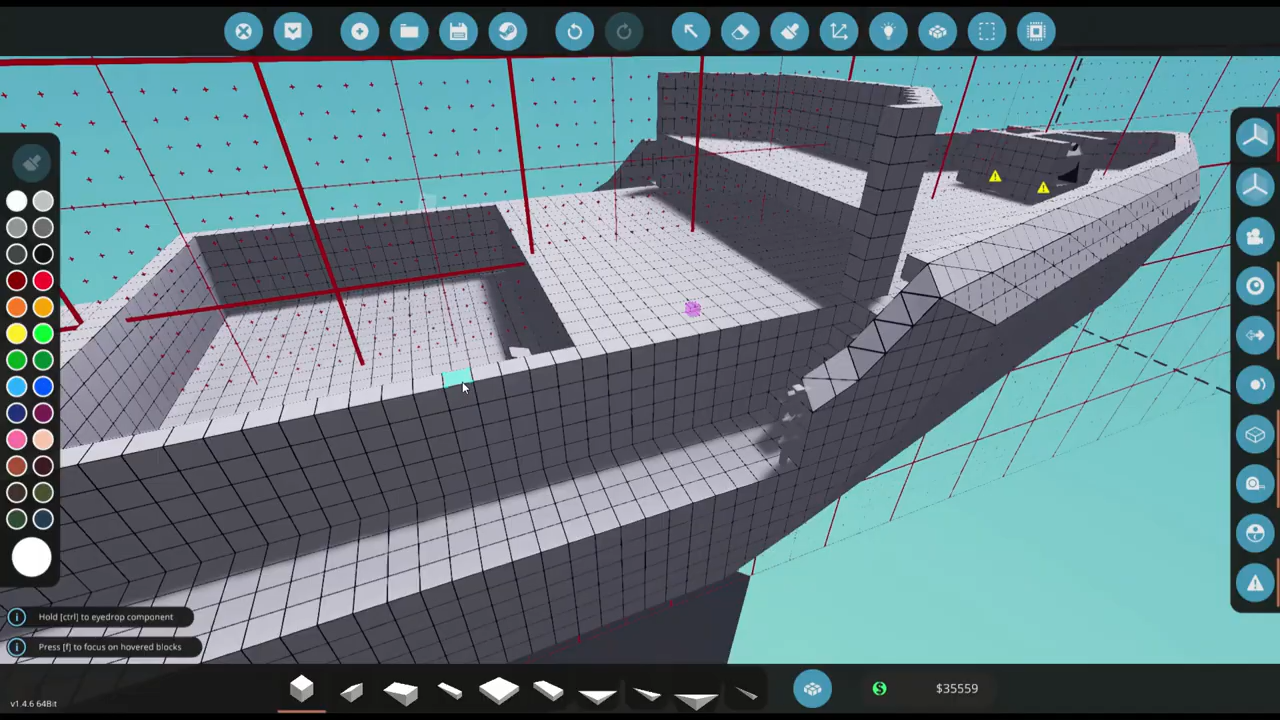 Hold [ctrl] to eyedrop component
Press [f] to focus on hovered blocks
v1.4.6 64Bit
$
$35559